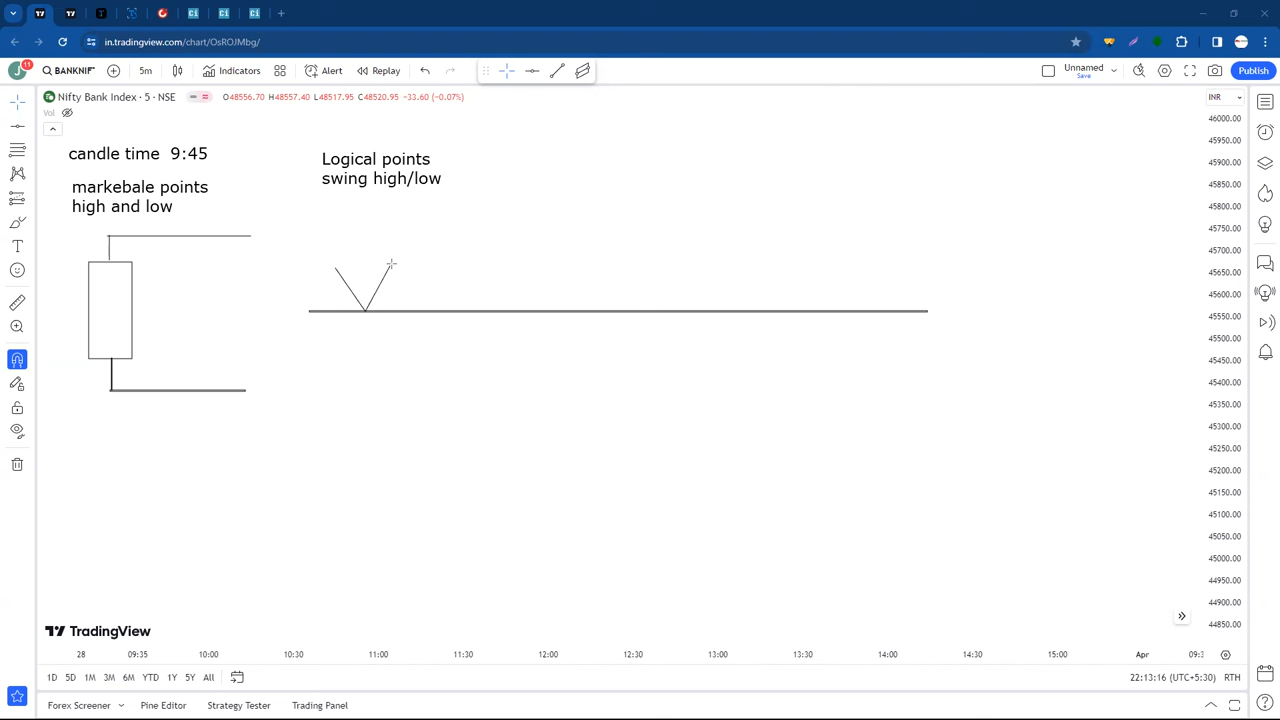 in.tradingview.com/chart/OsROJMbg/
J
11
BANKNIF
5m
Indicators
Alert
Replay
Unnamed
Save
Publish
Nifty Bank Index · 5 · NSE
O48556.70 H48557.40 L48517.95 C48520.95 −33.60 (−0.07%)
INR
Vol
candle time 9:45
markebale points
high and low
Logical points
swing high/low
46000.00
45950.00
45900.00
45850.00
45800.00
45750.00
45700.00
45650.00
45600.00
45550.00
45500.00
45450.00
45400.00
45350.00
45300.00
45250.00
45200.00
45150.00
45100.00
45050.00
45000.00
44950.00
44900.00
44850.00
TradingView
28 09:35 10:00 10:30 11:00 11:30 12:00 12:30 13:00 13:30 14:00 14:30 15:00 Apr 09:3
1D 5D 1M 3M 6M YTD 1Y 5Y All
22:13:16 (UTC+5:30) RTH
Forex Screener Pine Editor Strategy Tester Trading Panel